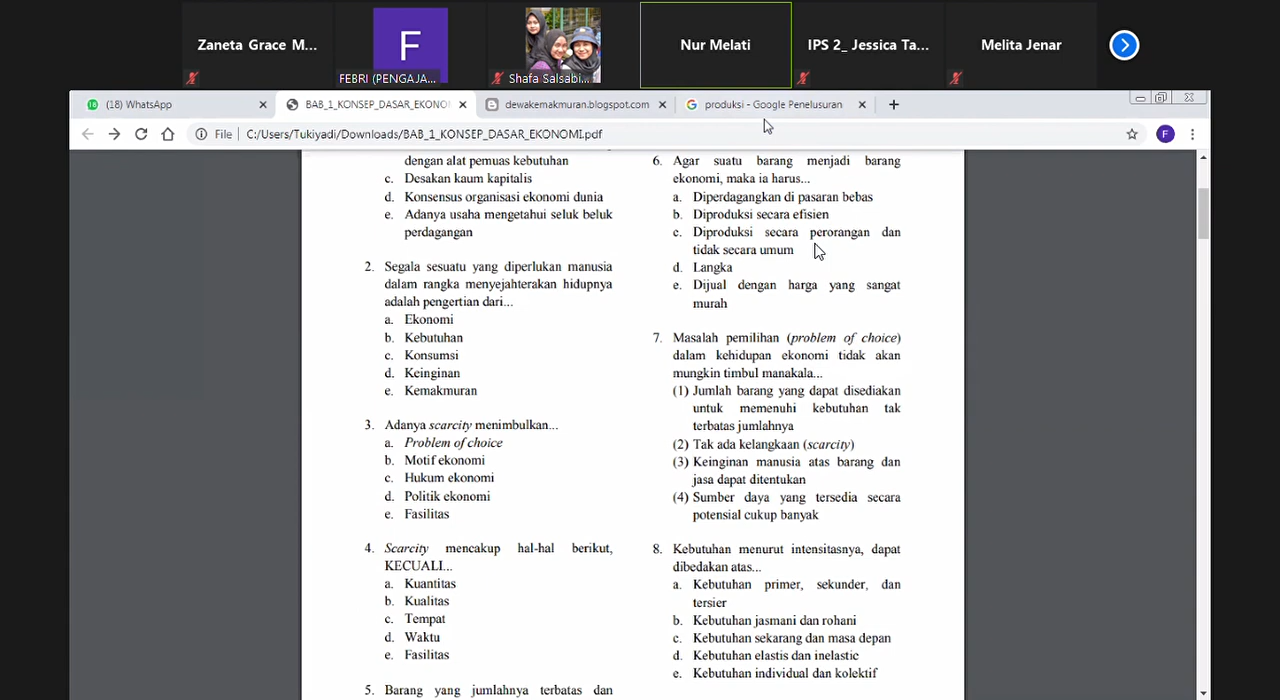 Zaneta Grace M...
F
FEBRI (PENGAJA...
Shafa Salsabi...
Nur Melati
IPS 2_ Jessica Ta...
Melita Jenar
(18) WhatsApp
BAB_1_KONSEP_DASAR_EKONO
dewakemakmuran.blogspot.com
produksi - Google Penelusuran
File
C:/Users/Tukiyadi/Downloads/BAB_1_KONSEP_DASAR_EKONOMI.pdf
F
dengan alat pemuas kebutuhan
c. Desakan kaum kapitalis
d. Konsensus organisasi ekonomi dunia
e. Adanya usaha mengetahui seluk beluk
perdagangan
2. Segala sesuatu yang diperlukan manusia
dalam rangka menyejahterakan hidupnya
adalah pengertian dari...
a. Ekonomi
b. Kebutuhan
c. Konsumsi
d. Keinginan
e. Kemakmuran
3. Adanya scarcity menimbulkan...
a. Problem of choice
b. Motif ekonomi
c. Hukum ekonomi
d. Politik ekonomi
e. Fasilitas
4. Scarcity mencakup hal-hal berikut,
KECUALI...
a. Kuantitas
b. Kualitas
c. Tempat
d. Waktu
e. Fasilitas
5. Barang yang jumlahnya terbatas dan
6. Agar suatu barang menjadi barang
ekonomi, maka ia harus...
a. Diperdagangkan di pasaran bebas
b. Diproduksi secara efisien
c. Diproduksi secara perorangan dan
tidak secara umum
d. Langka
e. Dijual dengan harga yang sangat
murah
7. Masalah pemilihan (problem of choice)
dalam kehidupan ekonomi tidak akan
mungkin timbul manakala...
(1) Jumlah barang yang dapat disediakan
untuk memenuhi kebutuhan tak
terbatas jumlahnya
(2) Tak ada kelangkaan (scarcity)
(3) Keinginan manusia atas barang dan
jasa dapat ditentukan
(4) Sumber daya yang tersedia secara
potensial cukup banyak
8. Kebutuhan menurut intensitasnya, dapat
dibedakan atas...
a. Kebutuhan primer, sekunder, dan
tersier
b. Kebutuhan jasmani dan rohani
c. Kebutuhan sekarang dan masa depan
d. Kebutuhan elastis dan inelastic
e. Kebutuhan individual dan kolektif